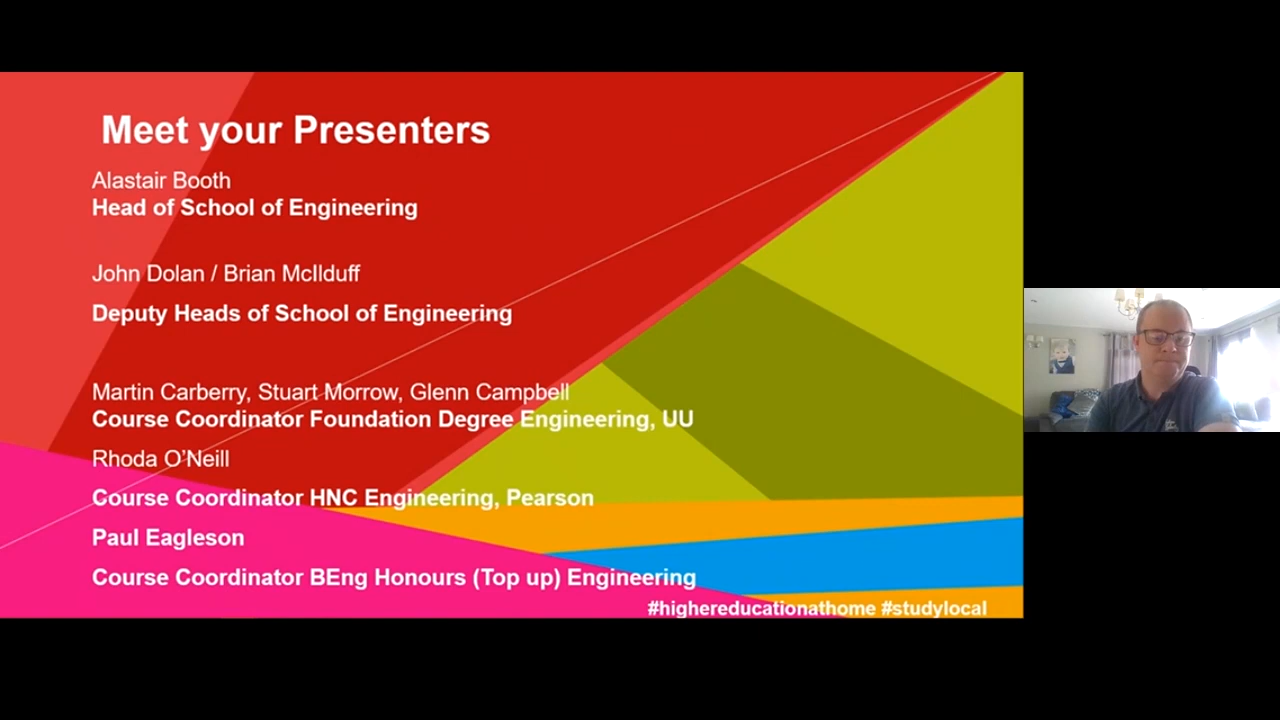 Meet your Presenters
Alastair Booth
Head of School of Engineering
John Dolan / Brian McIlduff
Deputy Heads of School of Engineering
Martin Carberry, Stuart Morrow, Glenn Campbell
Course Coordinator Foundation Degree Engineering, UU
Rhoda O’Neill
Course Coordinator HNC Engineering, Pearson
Paul Eagleson
Course Coordinator BEng Honours (Top up) Engineering
#highereducationathome #studylocal